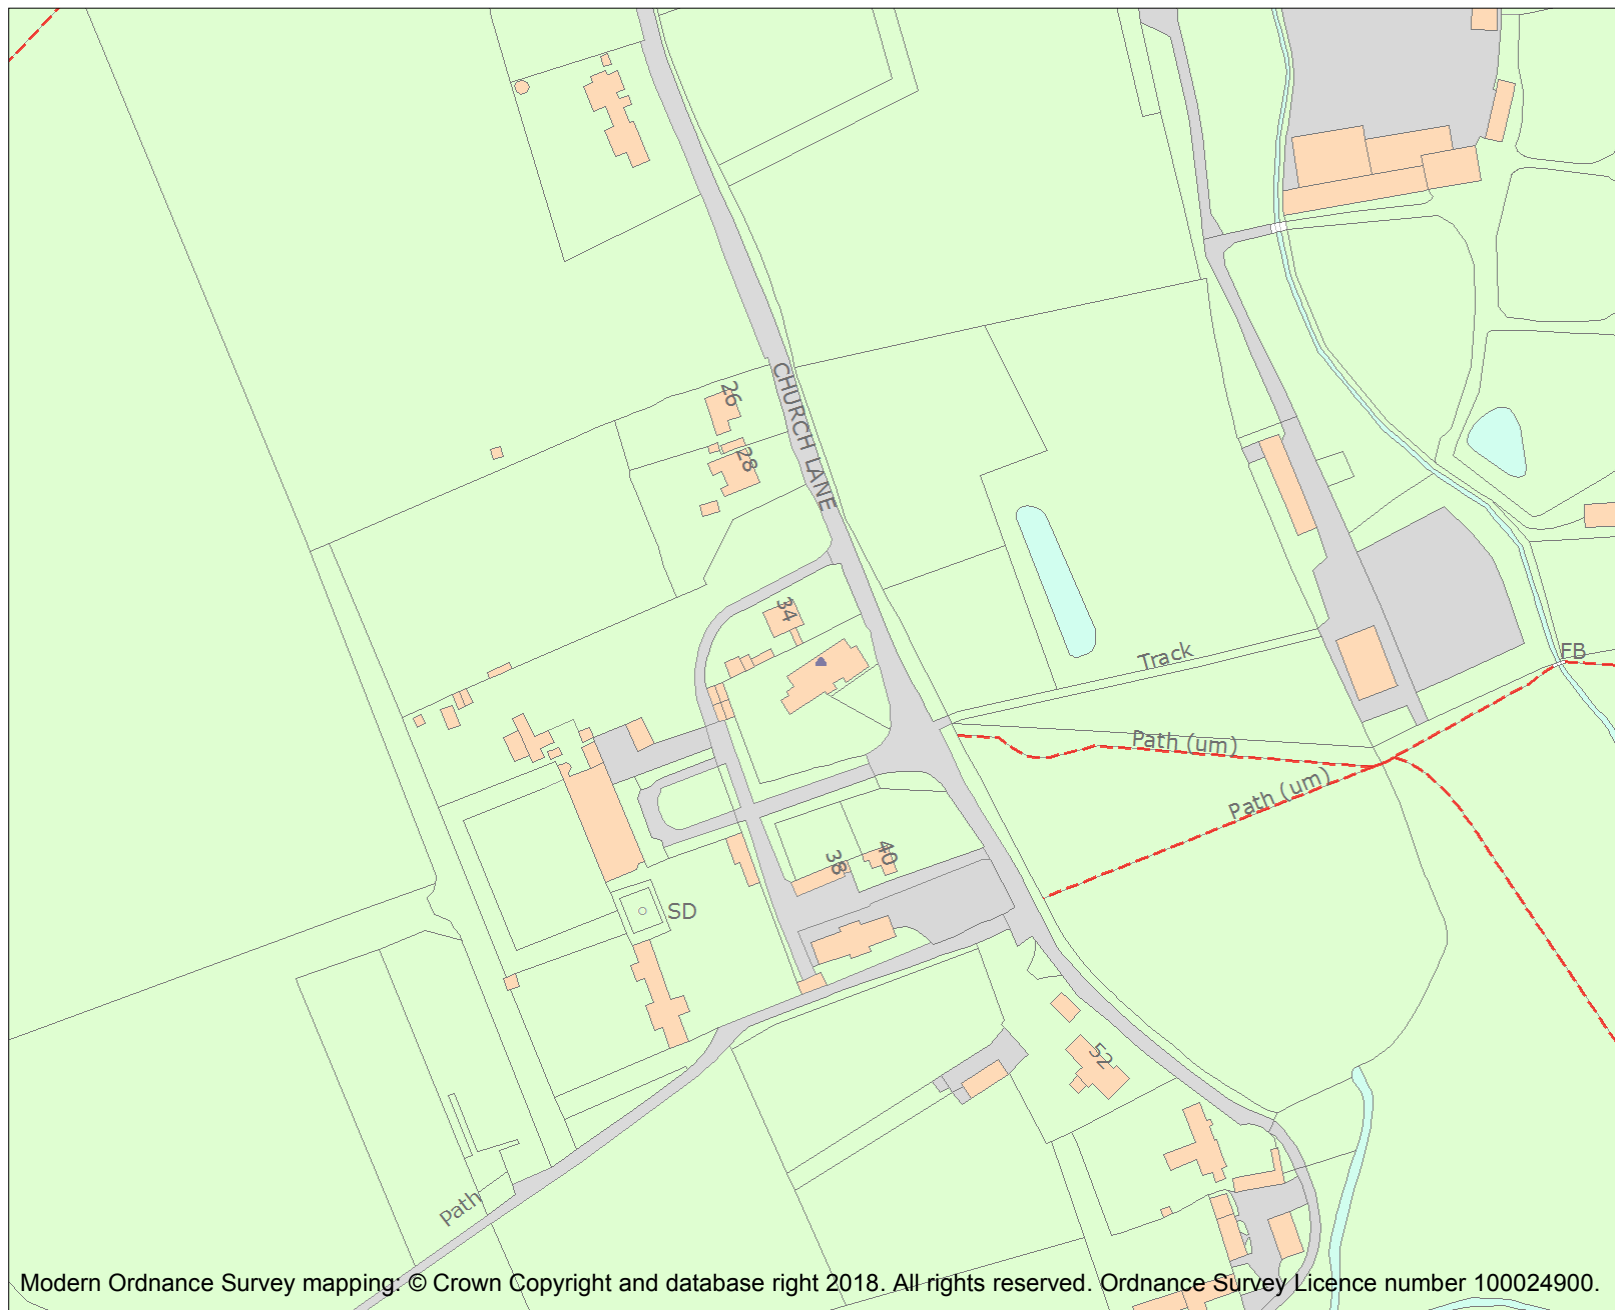 26
CHURCH LANE
28
34
Track
FB
Path (um)
Path (um)
38
40
SD
52
Path
Modern Ordnance Survey mapping: © Crown Copyright and database right 2018. All rights reserved. Ordnance Survey Licence number 100024900.